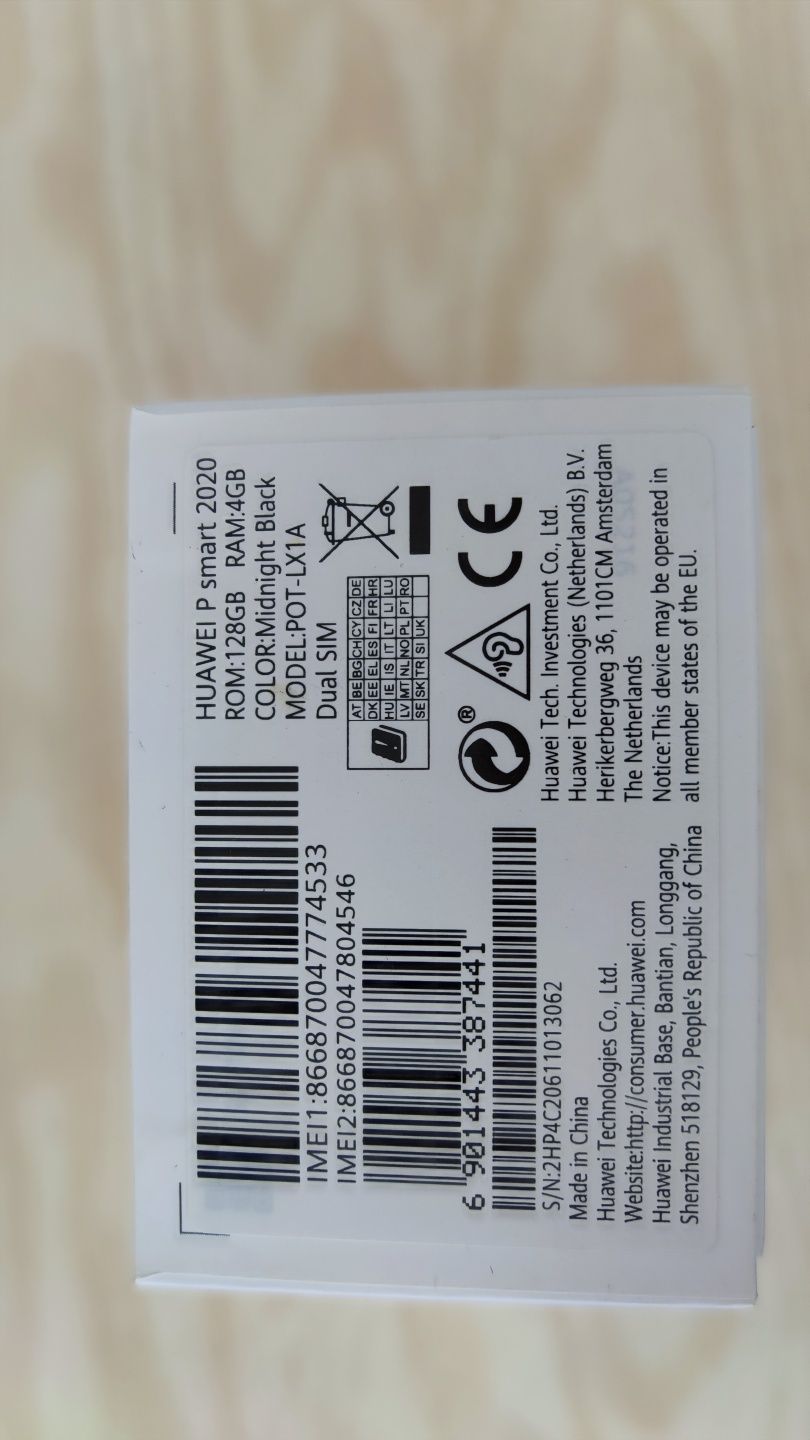 IMEI1:866870047774533
IMEI2:866870047804546
6 901443 387441
S/N:2HP4C20611013062
Made in China
Huawei Technologies Co., Ltd.
Website:http://consumer.huawei.com
Huawei Industrial Base, Bantian, Longgang,
Shenzhen 518129, People's Republic of China
HUAWEI P smart 2020
ROM:128GB RAM:4GB
COLOR:Midnight Black
MODEL:POT-LX1A
Dual SIM
AT BE BG CH CY CZ DE
DK EE EL ES FI FR HR
HU IE IS IT LT LI LU
LV MT NL NO PL PT RO
SE SK TR SI UK
®
CE
Huawei Tech. Investment Co., Ltd.
Huawei Technologies (Netherlands) B.V.
Herikerbergweg 36, 1101CM Amsterdam
The Netherlands
Notice:This device may be operated in
all member states of the EU.